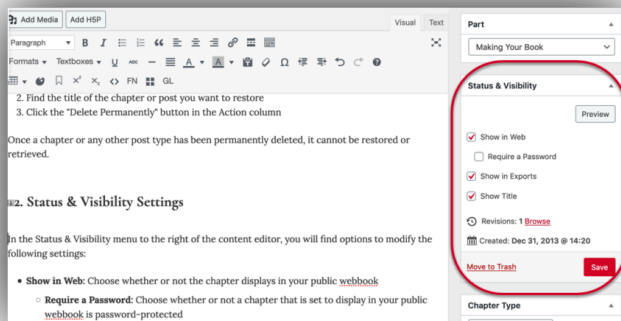 Add Media Add H5P
Visual Text
Paragraph B I
Formats Textboxes U ABC A A Ω
x² x₂ <> FN GL
2. Find the title of the chapter or post you want to restore
3. Click the "Delete Permanently" button in the Action column
Once a chapter or any other post type has been permanently deleted, it cannot be restored or
retrieved.
2. Status & Visibility Settings
In the Status & Visibility menu to the right of the content editor, you will find options to modify the
following settings:
Show in Web: Choose whether or not the chapter displays in your public webbook
Require a Password: Choose whether or not a chapter that is set to display in your public
webbook is password-protected
Part
Making Your Book
Status & Visibility
Preview
Show in Web
Require a Password
Show in Exports
Show Title
Revisions: 1 Browse
Created: Dec 31, 2013 @ 14:20
Move to Trash Save
Chapter Type